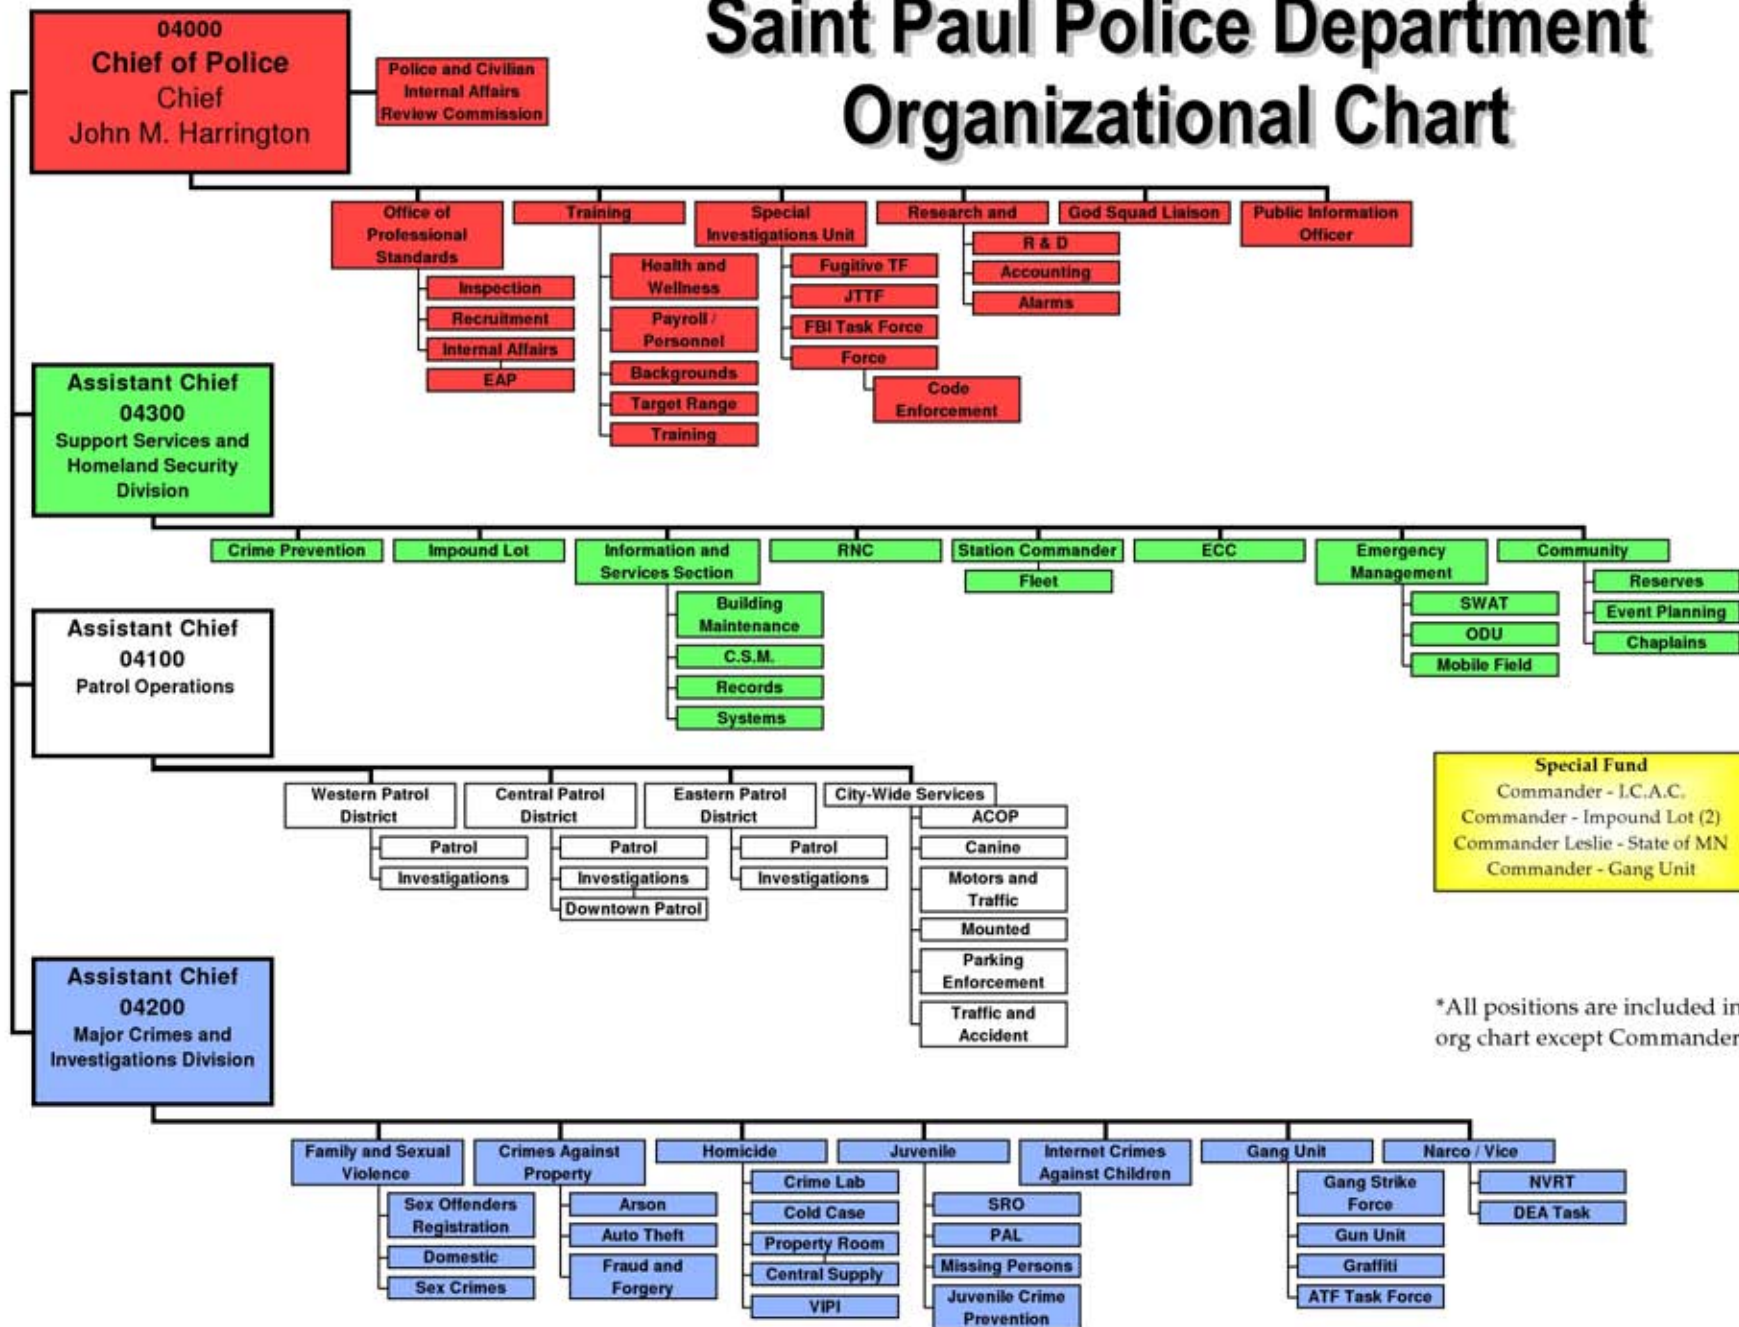 Saint Paul Police Department
Organizational Chart
04000
Chief of Police
Chief
John M. Harrington
Police and Civilian
Internal Affairs
Review Commission
Office of
Professional
Standards
Inspection
Recruitment
Internal Affairs
EAP
Training
Health and
Wellness
Payroll /
Personnel
Backgrounds
Target Range
Training
Special
Investigations Unit
Fugitive TF
JTTF
FBI Task Force
Force
Code
Enforcement
Research and
R & D
Accounting
Alarms
God Squad Liaison
Public Information
Officer
Assistant Chief
04300
Support Services and
Homeland Security
Division
Crime Prevention
Impound Lot
Information and
Services Section
Building
Maintenance
C.S.M.
Records
Systems
RNC
Station Commander
Fleet
ECC
Emergency
Management
SWAT
ODU
Mobile Field
Community
Reserves
Event Planning
Chaplains
Assistant Chief
04100
Patrol Operations
Western Patrol
District
Patrol
Investigations
Central Patrol
District
Patrol
Investigations
Downtown Patrol
Eastern Patrol
District
Patrol
Investigations
City-Wide Services
ACOP
Canine
Motors and
Traffic
Mounted
Parking
Enforcement
Traffic and
Accident
Special Fund
Commander - I.C.A.C.
Commander - Impound Lot (2)
Commander Leslie - State of MN
Commander - Gang Unit
*All positions are included in
org chart except Commander
Assistant Chief
04200
Major Crimes and
Investigations Division
Family and Sexual
Violence
Sex Offenders
Registration
Domestic
Sex Crimes
Crimes Against
Property
Arson
Auto Theft
Fraud and
Forgery
Homicide
Crime Lab
Cold Case
Property Room
Central Supply
VIPI
Juvenile
SRO
PAL
Missing Persons
Juvenile Crime
Prevention
Internet Crimes
Against Children
Gang Unit
Gang Strike
Force
Gun Unit
Graffiti
ATF Task Force
Narco / Vice
NVRT
DEA Task